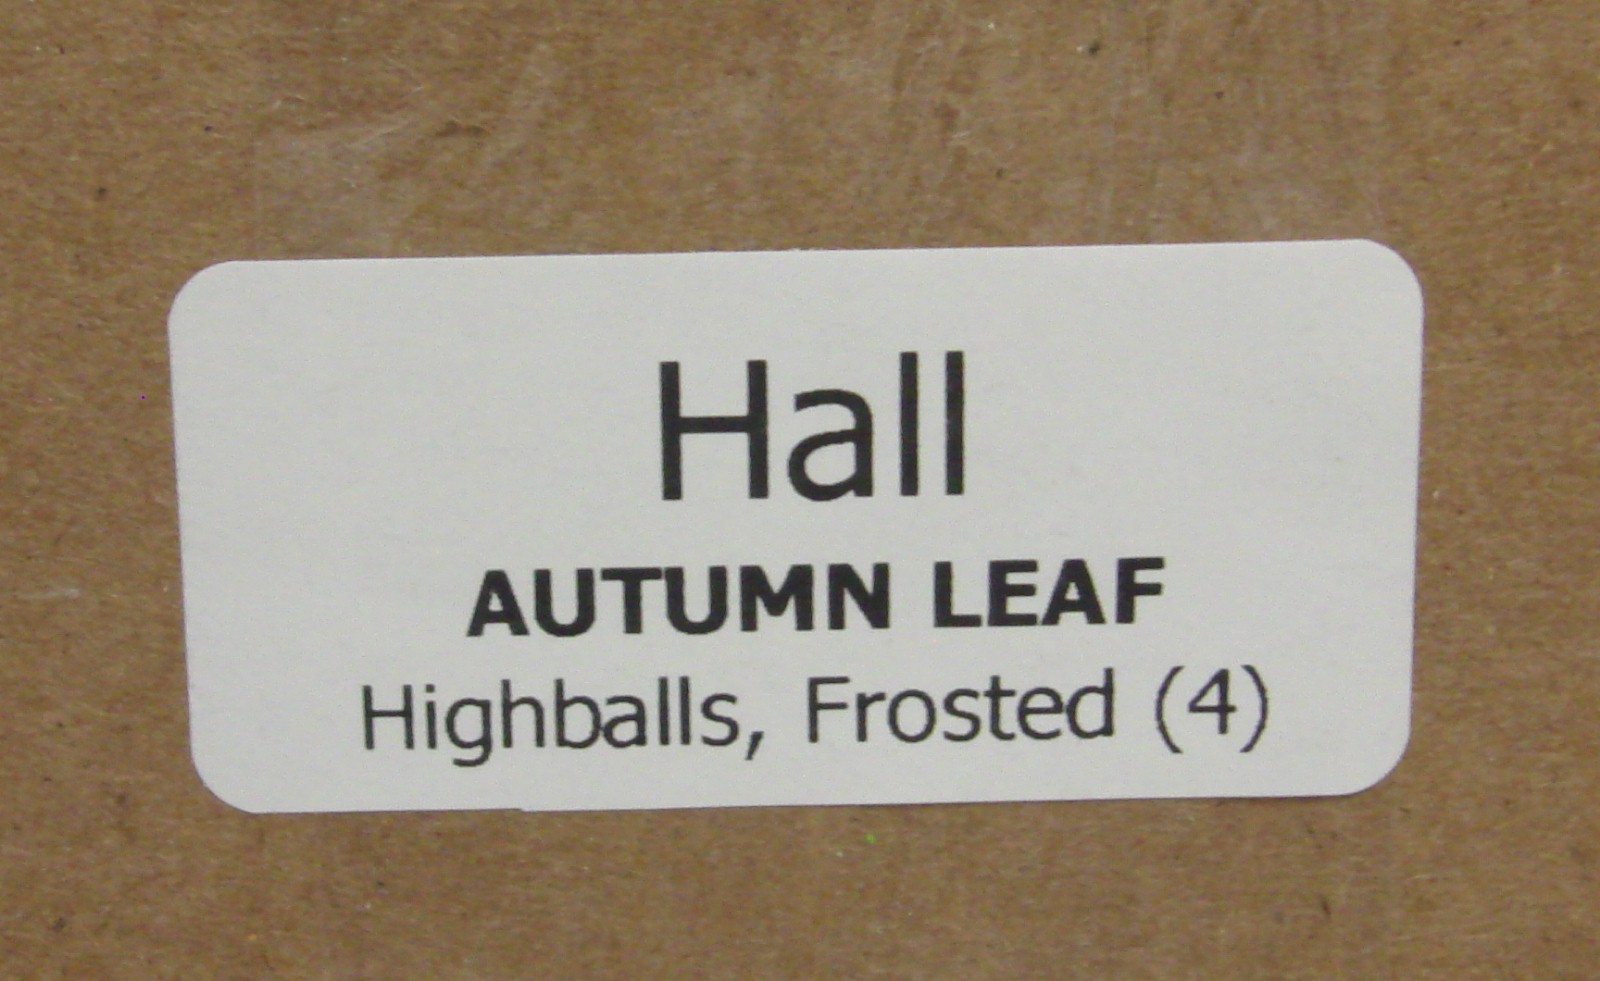 Hall
AUTUMN LEAF
Highballs, Frosted (4)